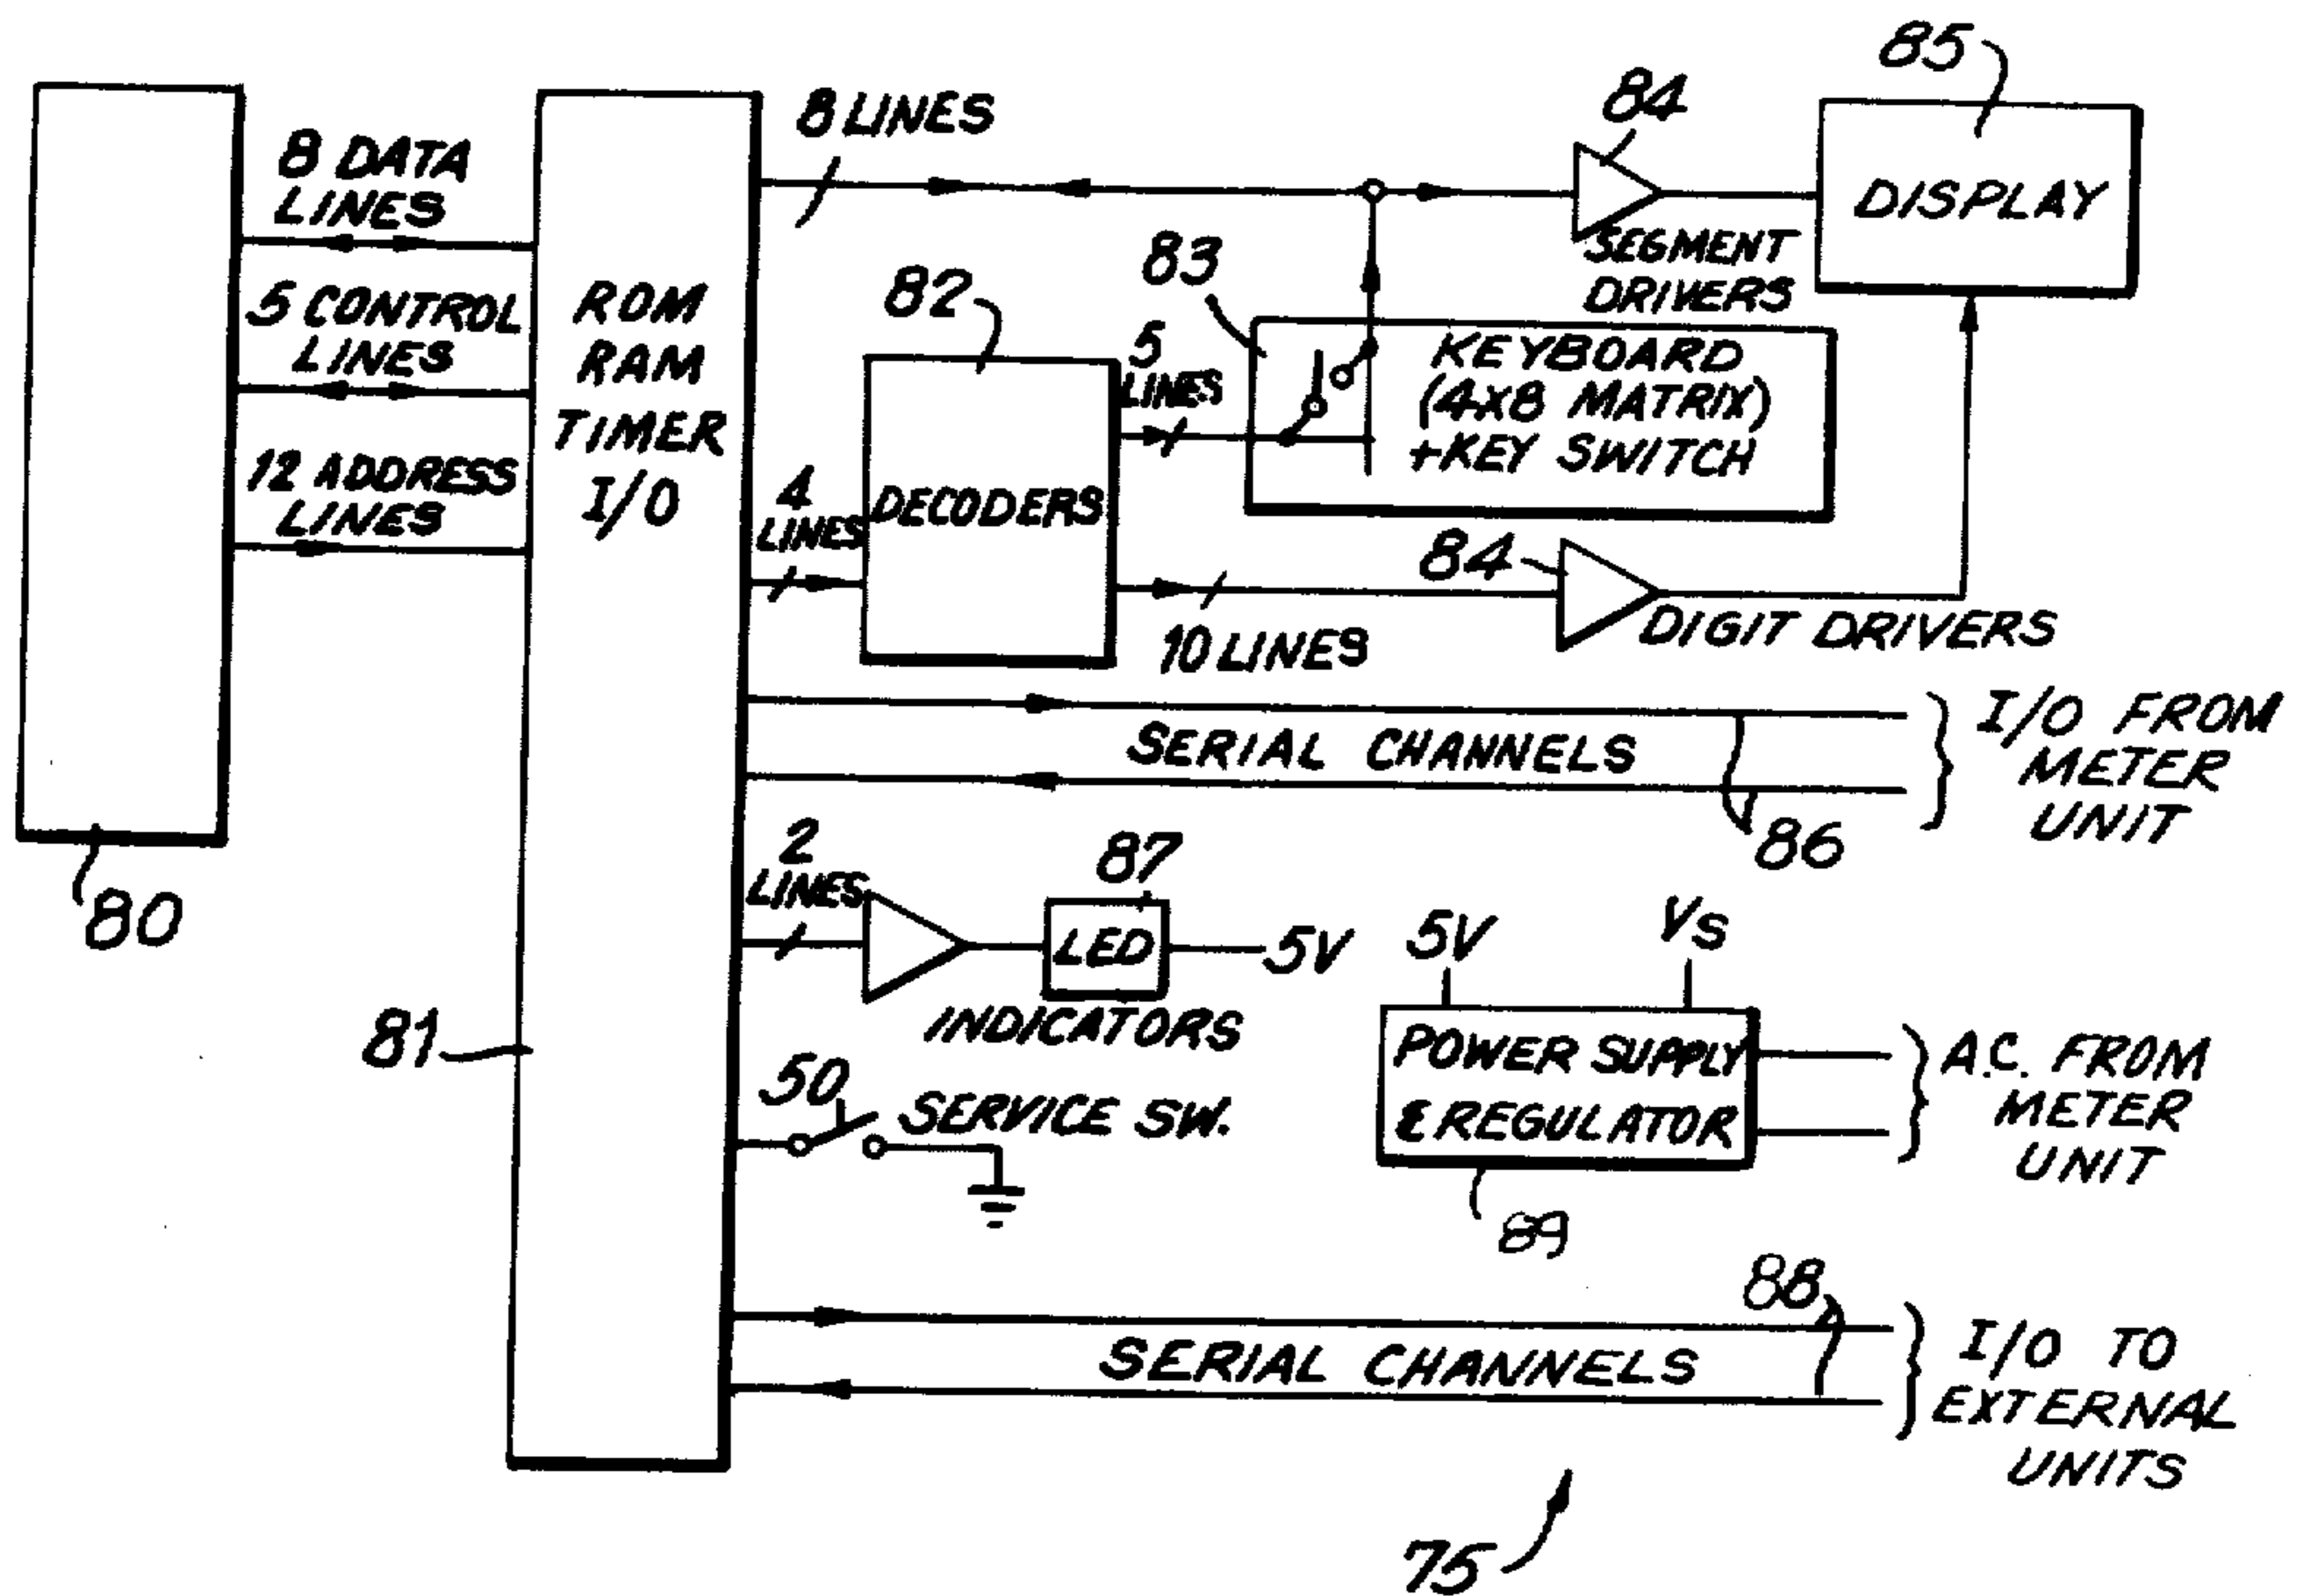 8 DATA
LINES
5 CONTROL
LINES
12 ADDRESS
LINES
80
ROM
RAM
TIMER
I/O
81
8 LINES
84
SEGMENT
DRIVERS
85
DISPLAY
82
DECODERS
4
LINES
5
LINES
83
KEYBOARD
(4X8 MATRIX)
+KEY SWITCH
10 LINES
84
DIGIT DRIVERS
SERIAL CHANNELS
86
I/O FROM
METER
UNIT
2
LINES
87
LED
5V
INDICATORS
50
SERVICE SW.
5V
VS
POWER SUPPLY
& REGULATOR
89
A.C. FROM
METER
UNIT
88
SERIAL CHANNELS
I/O TO
EXTERNAL
UNITS
75